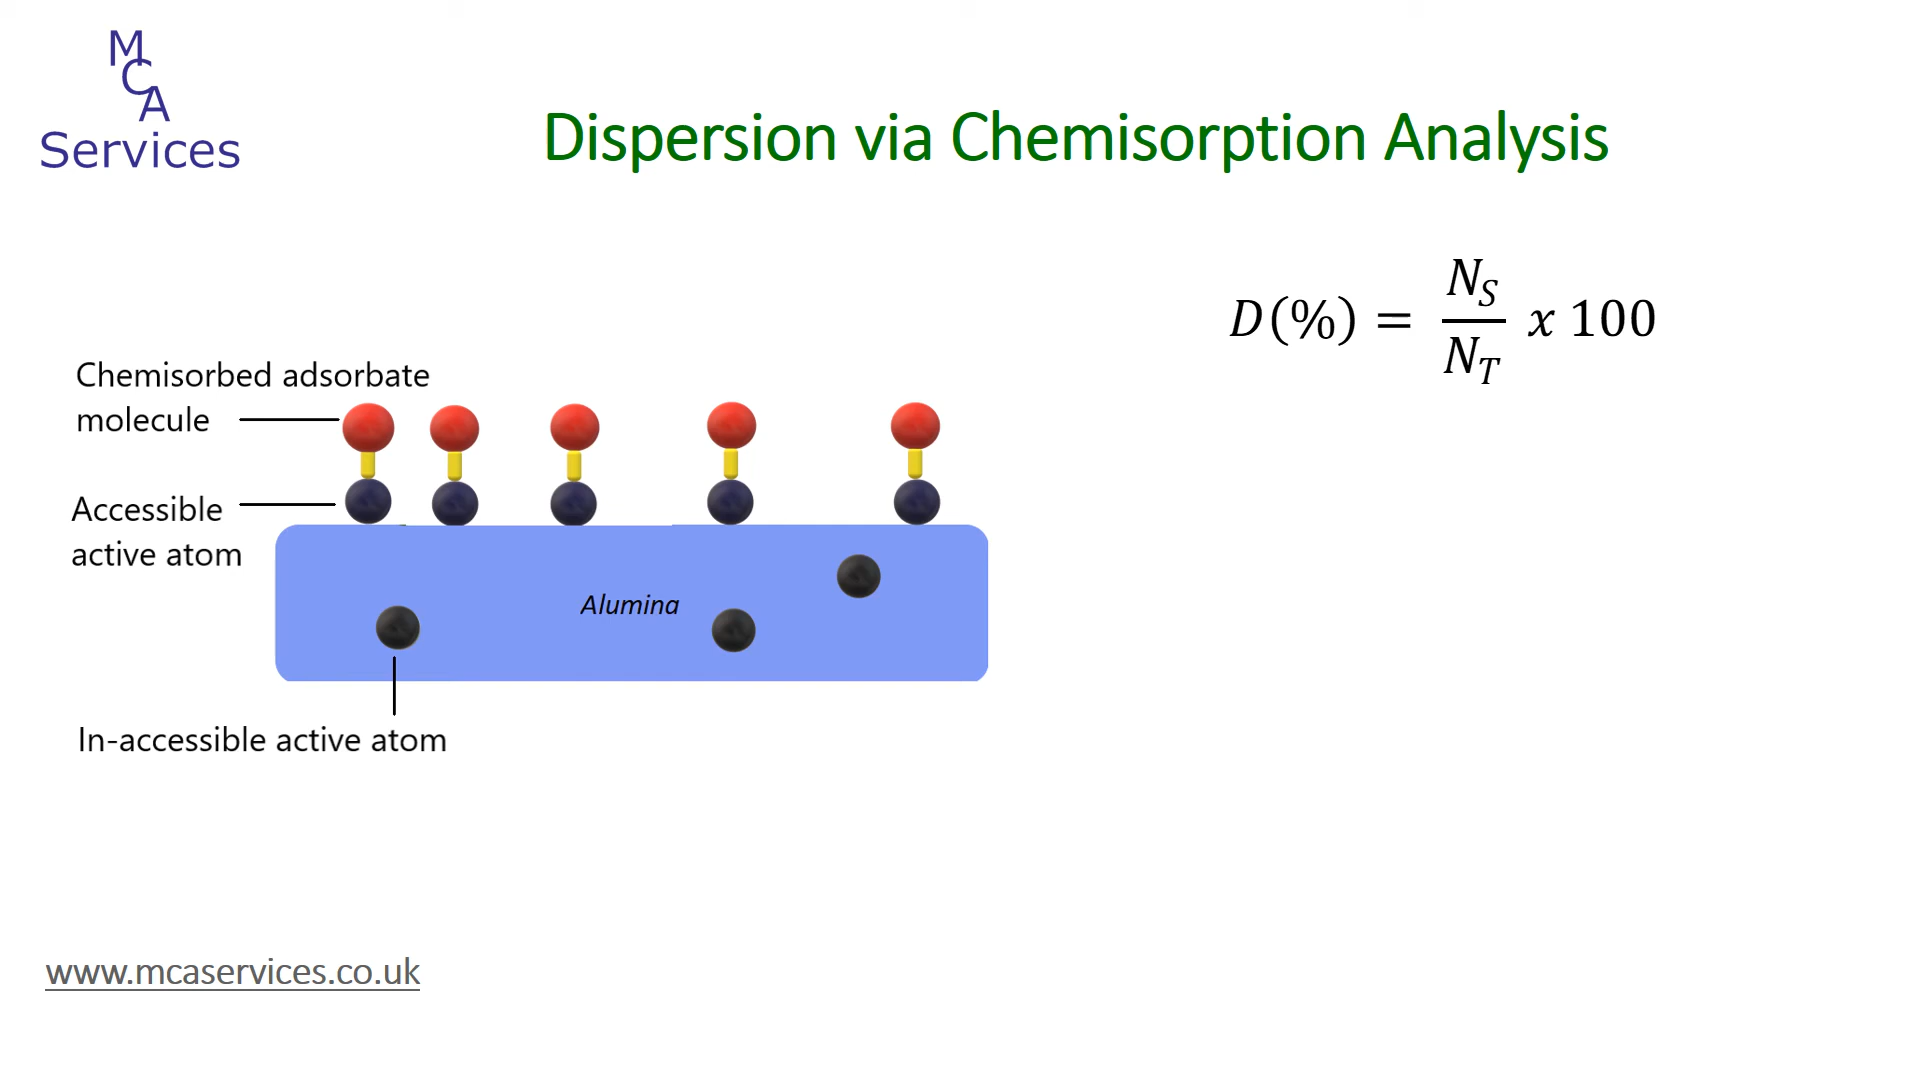 M
C
A
Services
Dispersion via Chemisorption Analysis
D(%) = N_S/N_T x 100
Chemisorbed adsorbate
molecule
Accessible
active atom
Alumina
In-accessible active atom
www.mcaservices.co.uk